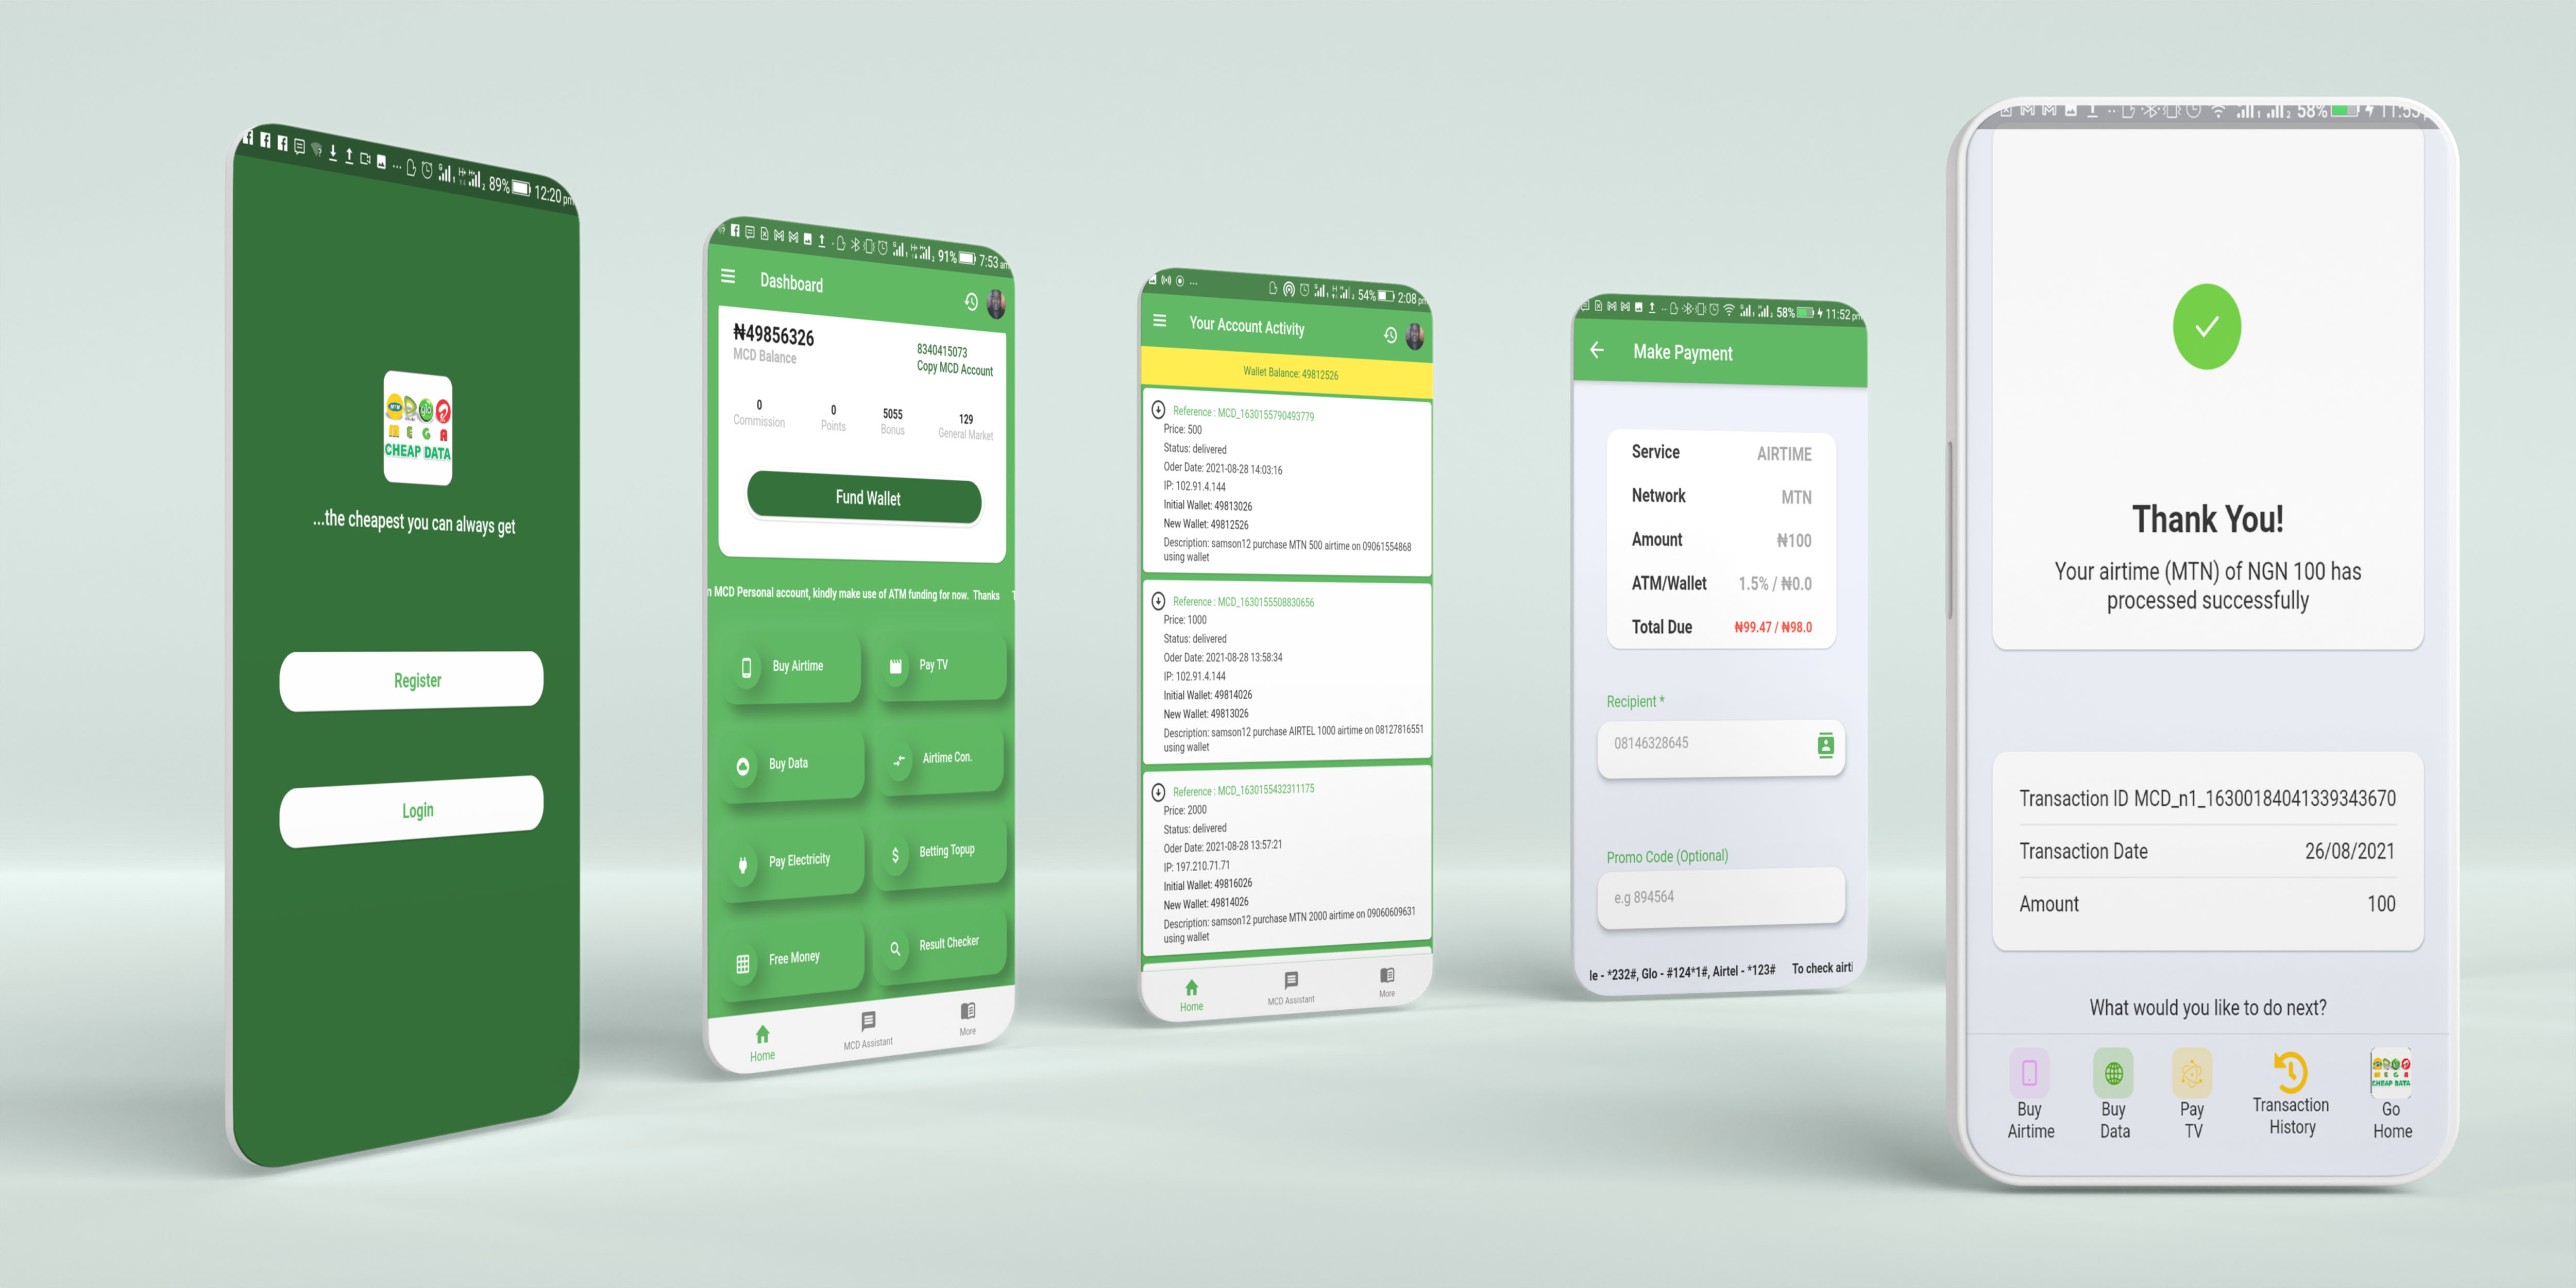 89% 12:20 pm
MEGA
CHEAP DATA
...the cheapest you can always get
Register
Login
91% 7:53 am
Dashboard
₦49856326
MCD Balance
8340415073
Copy MCD Account
0
Commission
0
Points
5055
Bonus
129
General Market
Fund Wallet
MCD Personal account, kindly make use of ATM funding for now. Thanks
Buy Airtime
Pay TV
Buy Data
Airtime Con.
Pay Electricity
Betting Topup
Free Money
Result Checker
Home
MCD Assistant
More
54% 2:08 pm
Your Account Activity
Wallet Balance: 49812526
Reference : MCD_1630155790493779
Price: 500
Status: delivered
Oder Date: 2021-08-28 14:03:16
IP: 102.91.4.144
Initial Wallet: 49813026
New Wallet: 49812526
Description: samson12 purchase MTN 500 airtime on 09061554868
using wallet
Reference : MCD_1630155508830656
Price: 1000
Status: delivered
Oder Date: 2021-08-28 13:58:34
IP: 102.91.4.144
Initial Wallet: 49814026
New Wallet: 49813026
Description: samson12 purchase AIRTEL 1000 airtime on 08127816551
using wallet
Reference : MCD_1630155432311175
Price: 2000
Status: delivered
Oder Date: 2021-08-28 13:57:21
IP: 197.210.71.71
Initial Wallet: 49816026
New Wallet: 49814026
Description: samson12 purchase MTN 2000 airtime on 09060609631
using wallet
Home
MCD Assistant
More
58% 11:52 pm
Make Payment
Service AIRTIME
Network MTN
Amount ₦100
ATM/Wallet 1.5% / ₦0.0
Total Due ₦99.47 / ₦98.0
Recipient *
08146328645
Promo Code (Optional)
e.g 894564
le - *232#, Glo - #124*1#, Airtel - *123# To check airti
58% 11:53
Thank You!
Your airtime (MTN) of NGN 100 has
processed successfully
Transaction ID MCD_n1_16300184041339343670
Transaction Date 26/08/2021
Amount 100
What would you like to do next?
Buy
Airtime
Buy
Data
Pay
TV
Transaction
History
MEGA
CHEAP DATA
Go
Home